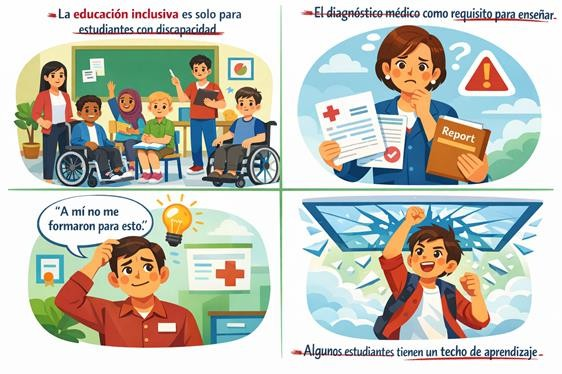 La educación inclusiva es solo para
estudiantes con discapacidad
El diagnóstico médico como requisito para enseñar.
Report
"A mí no me
formaron para esto."
Algunos estudiantes tienen un techo de aprendizaje